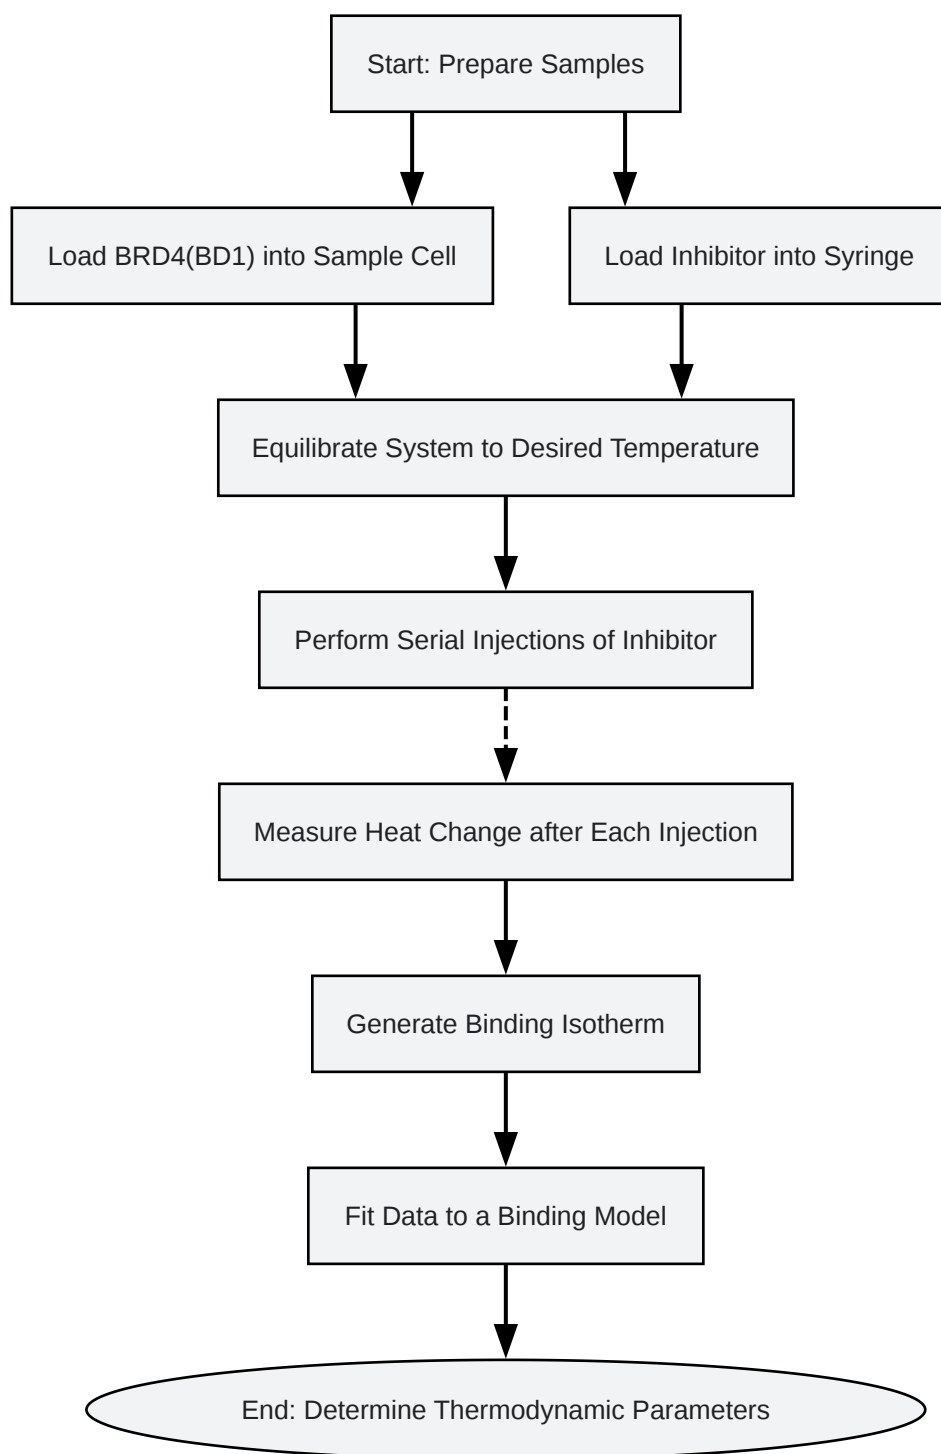 Start: Prepare Samples
Load BRD4(BD1) into Sample Cell
Load Inhibitor into Syringe
Equilibrate System to Desired Temperature
Perform Serial Injections of Inhibitor
Measure Heat Change after Each Injection
Generate Binding Isotherm
Fit Data to a Binding Model
End: Determine Thermodynamic Parameters